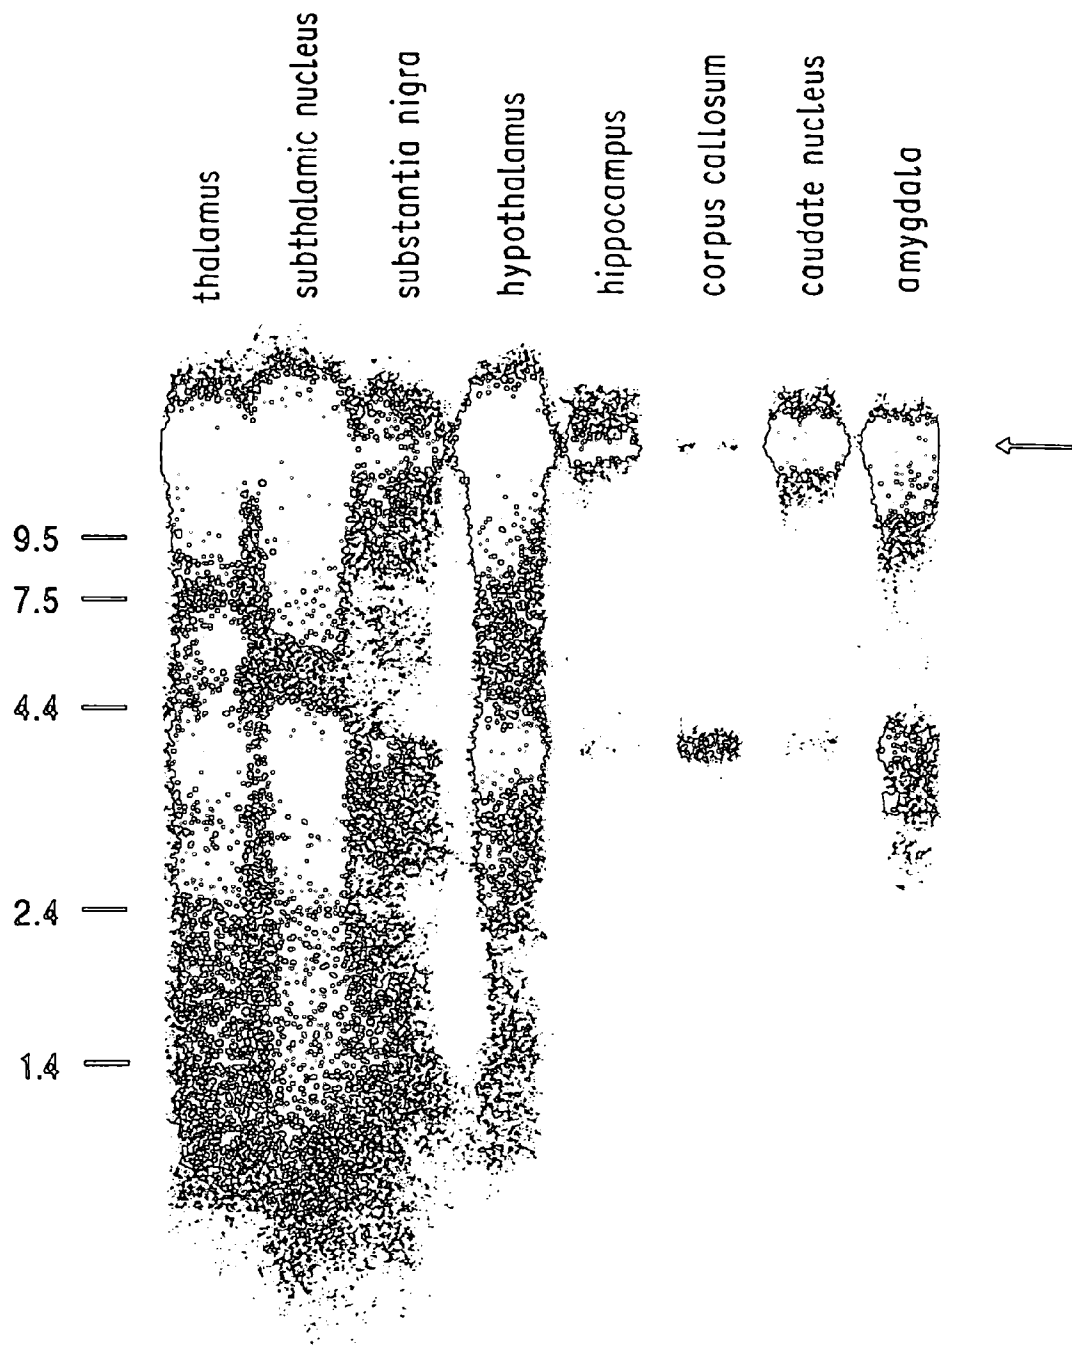 thalamus
subthalamic nucleus
substantia nigra
hypothalamus
hippocampus
corpus callosum
caudate nucleus
amygdala
9.5
7.5
4.4
2.4
1.4